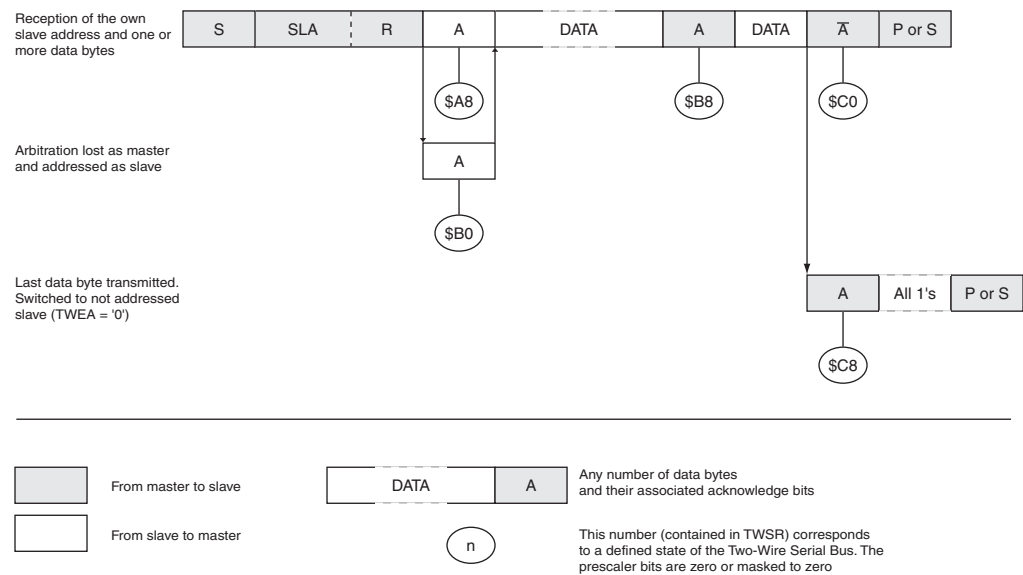 Reception of the own
slave address and one or
more data bytes
S SLA R A DATA A DATA A̅ P or S
$A8 $B8 $C0
Arbitration lost as master
and addressed as slave
A
$B0
Last data byte transmitted.
Switched to not addressed
slave (TWEA = '0')
A All 1's P or S
$C8
From master to slave
DATA A
Any number of data bytes
and their associated acknowledge bits
From slave to master
n
This number (contained in TWSR) corresponds
to a defined state of the Two-Wire Serial Bus. The
prescaler bits are zero or masked to zero